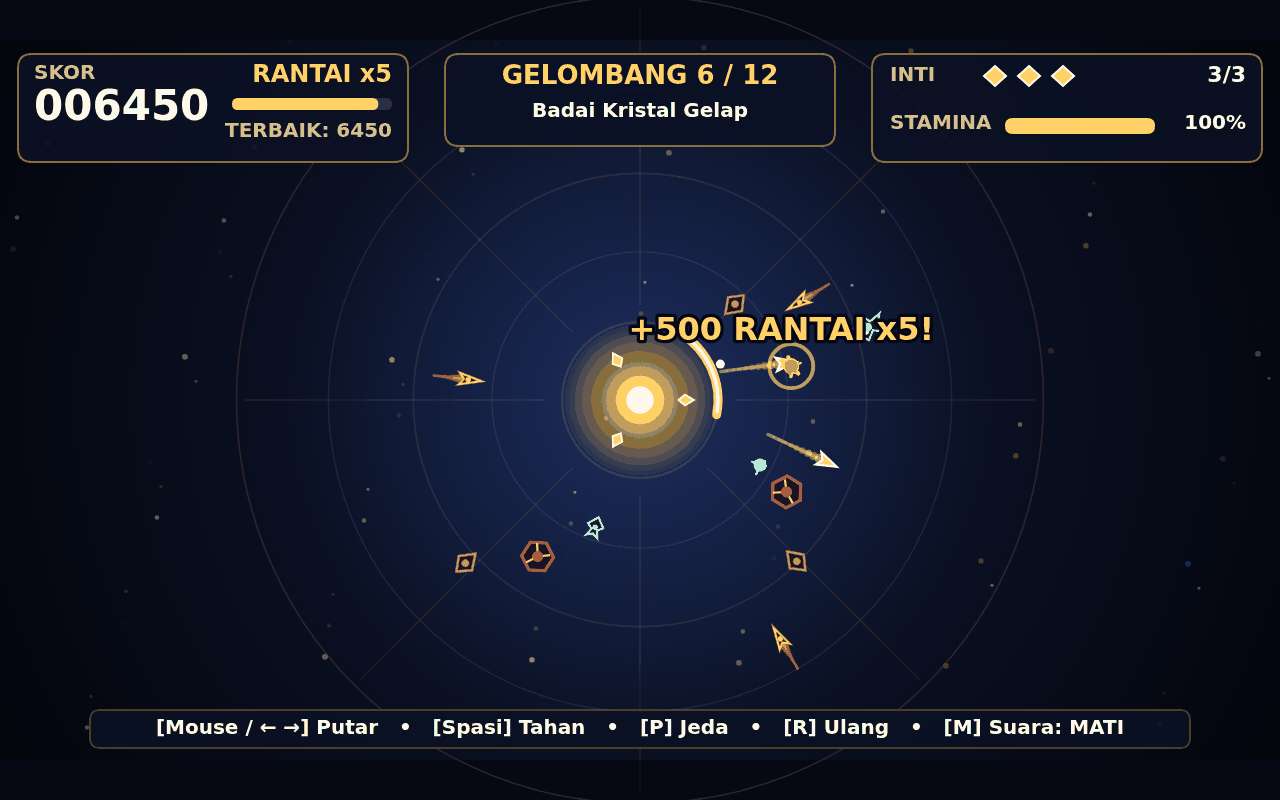 SKOR
RANTAI x5
006450
TERBAIK: 6450
GELOMBANG 6 / 12
Badai Kristal Gelap
INTI
3/3
STAMINA
100%
+500 RANTAI x5!
[Mouse / ← →] Putar • [Spasi] Tahan • [P] Jeda • [R] Ulang • [M] Suara: MATI